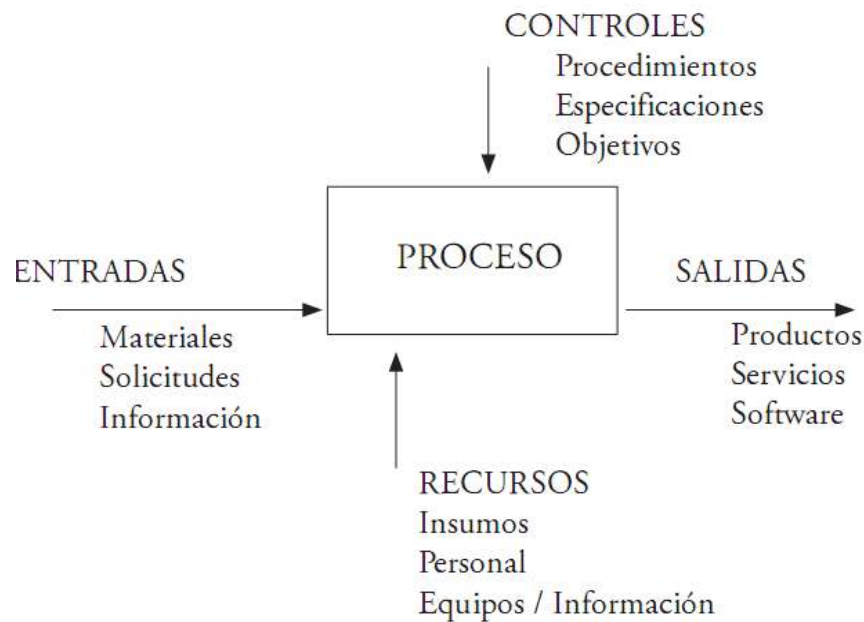 CONTROLES
Procedimientos
Especificaciones
Objetivos
PROCESO
ENTRADAS
Materiales
Solicitudes
Información
SALIDAS
Productos
Servicios
Software
RECURSOS
Insumos
Personal
Equipos / Información